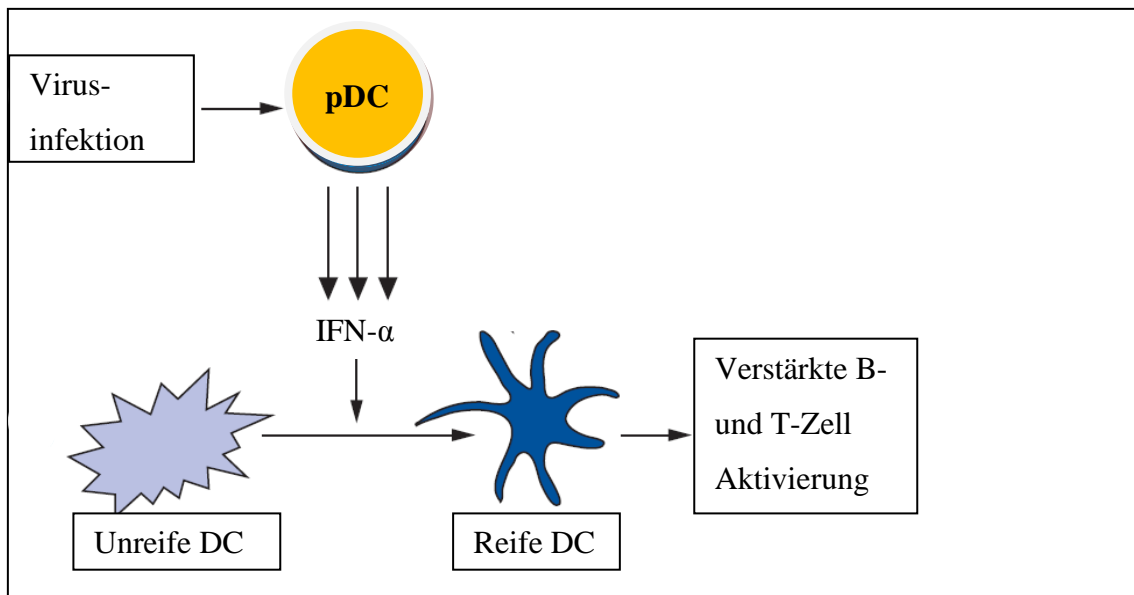 Virus-
infektion
pDC
IFN-α
Unreife DC
Reife DC
Verstärkte B-
und T-Zell
Aktivierung